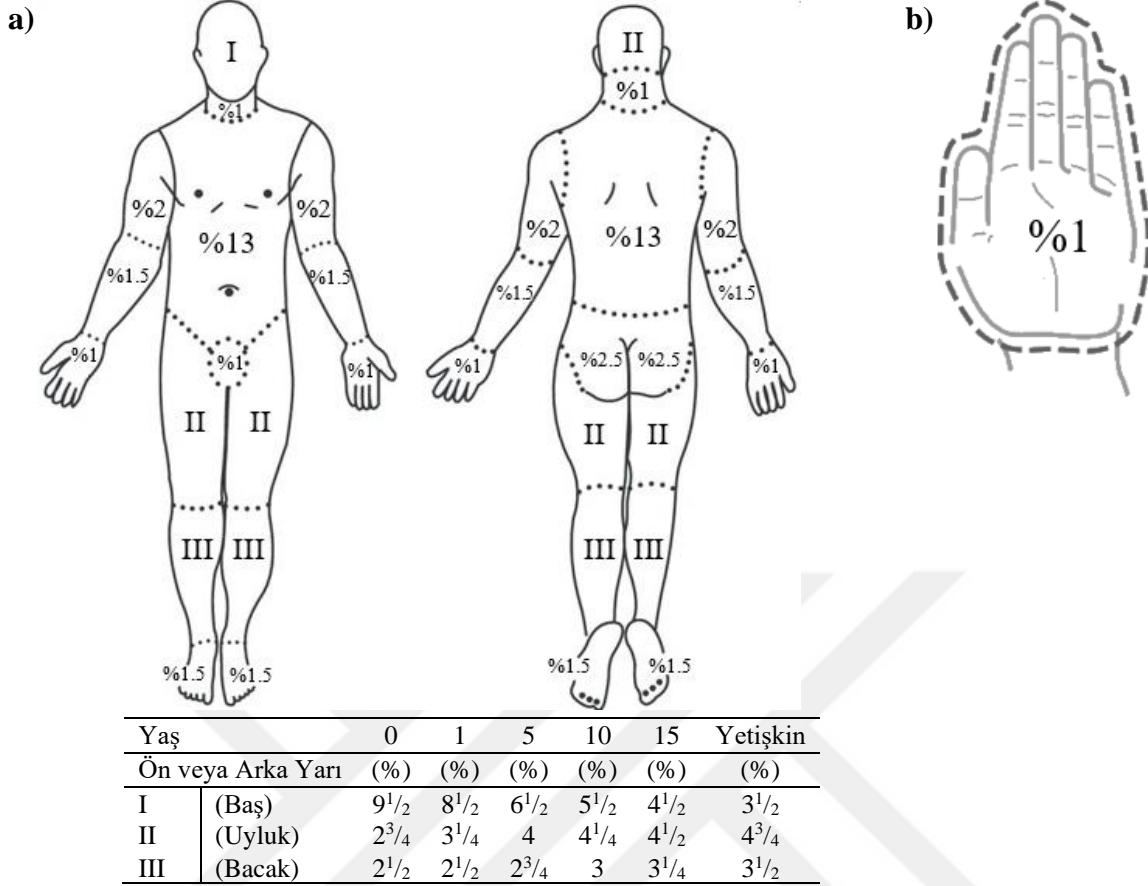 a)
b)
I
II
%1
%1
%2
%2
%2
%2
%13
%13
%1
%1.5
%1.5
%1.5
%1.5
%1
%1
%1
%2.5
%2.5
%1
%1
II
II
II
II
III
III
III
III
%1.5
%1.5
%1.5
%1.5
Yaş 0 1 5 10 15 Yetişkin
Ön veya Arka Yarı (%) (%) (%) (%) (%) (%)
I (Baş) 9 1/2 8 1/2 6 1/2 5 1/2 4 1/2 3 1/2
II (Uyluk) 2 3/4 3 1/4 4 4 1/4 4 1/2 4 3/4
III (Bacak) 2 1/2 2 1/2 2 3/4 3 3 1/4 3 1/2